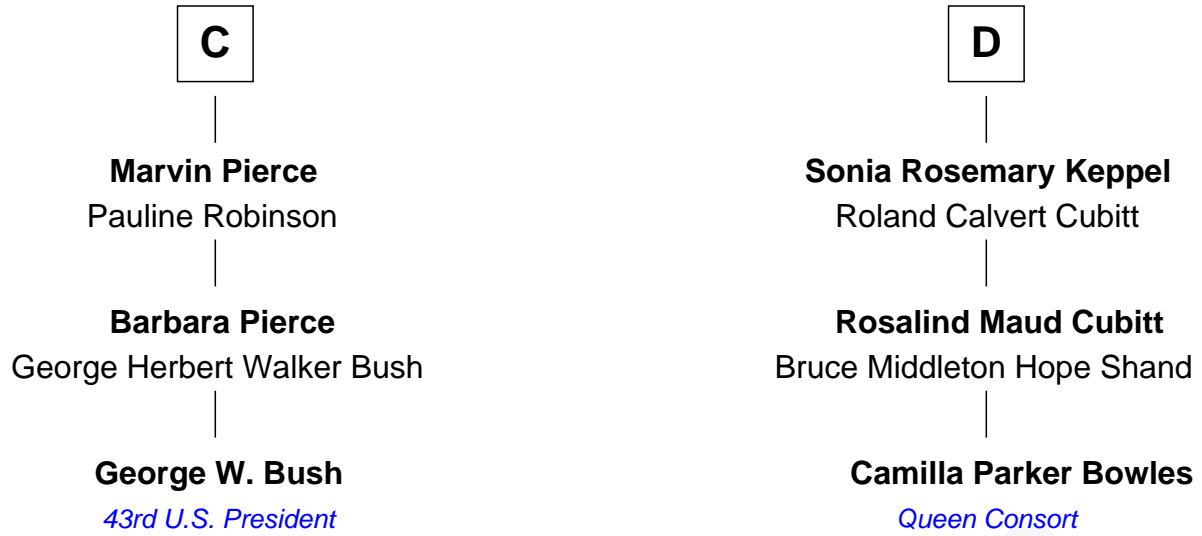 C
Marvin Pierce
Pauline Robinson
Barbara Pierce
George Herbert Walker Bush
George W. Bush
43rd U.S. President
D
Sonia Rosemary Keppel
Roland Calvert Cubitt
Rosalind Maud Cubitt
Bruce Middleton Hope Shand
Camilla Parker Bowles
Queen Consort